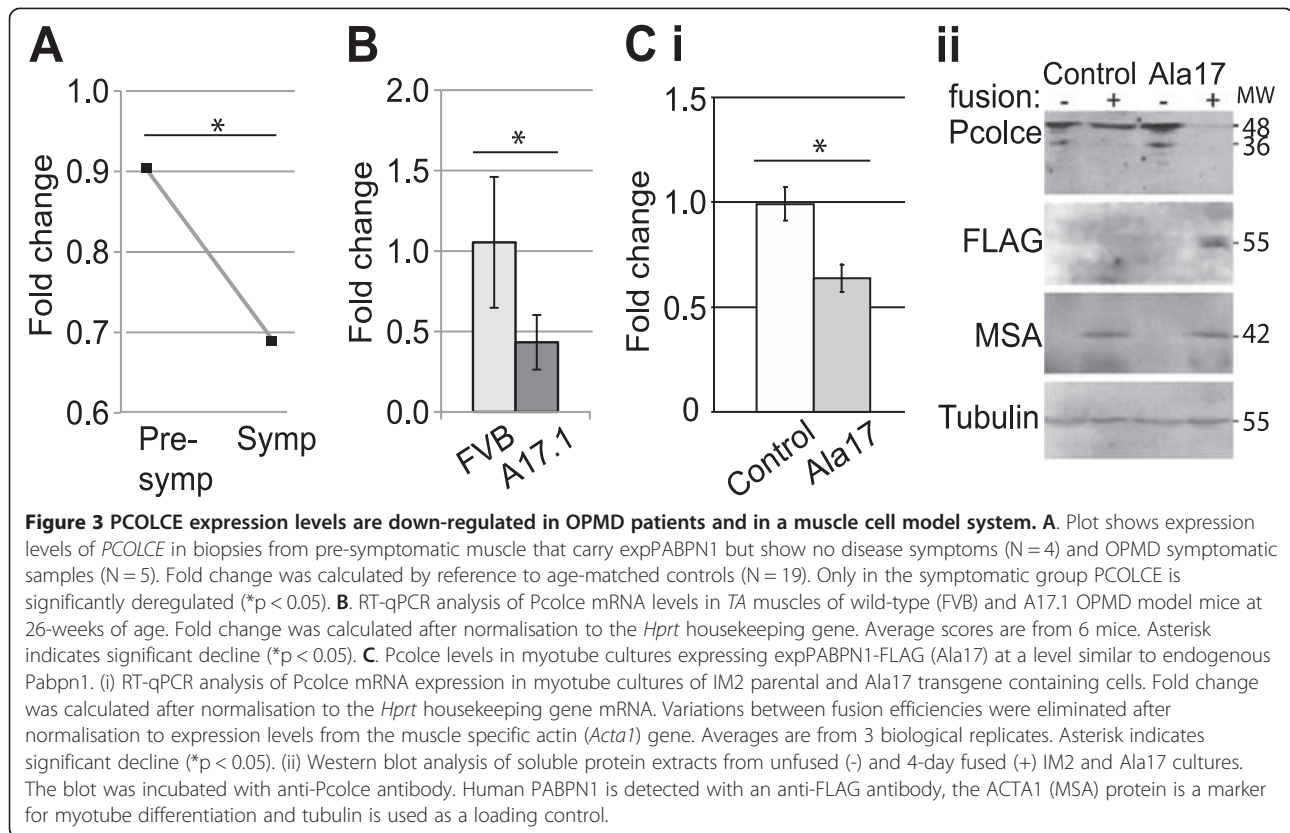 A
B
C i
ii
1.0
0.9
0.8
0.7
0.6
Fold change
*
Pre-
symp
Symp
2.0
1.5
1.0
0.5
0.0
Fold change
*
FVB
A17.1
1.5
1.0
0.5
0
Fold change
*
Control
Ala17
Control Ala17
fusion: - + - + MW
Pcolce 48
36
FLAG 55
MSA 42
Tubulin 55
Figure 3 PCOLCE expression levels are down-regulated in OPMD patients and in a muscle cell model system. A. Plot shows expression
levels of PCOLCE in biopsies from pre-symptomatic muscle that carry expPABPN1 but show no disease symptoms (N = 4) and OPMD symptomatic
samples (N = 5). Fold change was calculated by reference to age-matched controls (N = 19). Only in the symptomatic group PCOLCE is
significantly deregulated (*p < 0.05). B. RT-qPCR analysis of Pcolce mRNA levels in TA muscles of wild-type (FVB) and A17.1 OPMD model mice at
26-weeks of age. Fold change was calculated after normalisation to the Hprt housekeeping gene. Average scores are from 6 mice. Asterisk
indicates significant decline (*p < 0.05). C. Pcolce levels in myotube cultures expressing expPABPN1-FLAG (Ala17) at a level similar to endogenous
Pabpn1. (i) RT-qPCR analysis of Pcolce mRNA expression in myotube cultures of IM2 parental and Ala17 transgene containing cells. Fold change
was calculated after normalisation to the Hprt housekeeping gene mRNA. Variations between fusion efficiencies were eliminated after
normalisation to expression levels from the muscle specific actin (Acta1) gene. Averages are from 3 biological replicates. Asterisk indicates
significant decline (*p < 0.05). (ii) Western blot analysis of soluble protein extracts from unfused (-) and 4-day fused (+) IM2 and Ala17 cultures.
The blot was incubated with anti-Pcolce antibody. Human PABPN1 is detected with an anti-FLAG antibody, the ACTA1 (MSA) protein is a marker
for myotube differentiation and tubulin is used as a loading control.